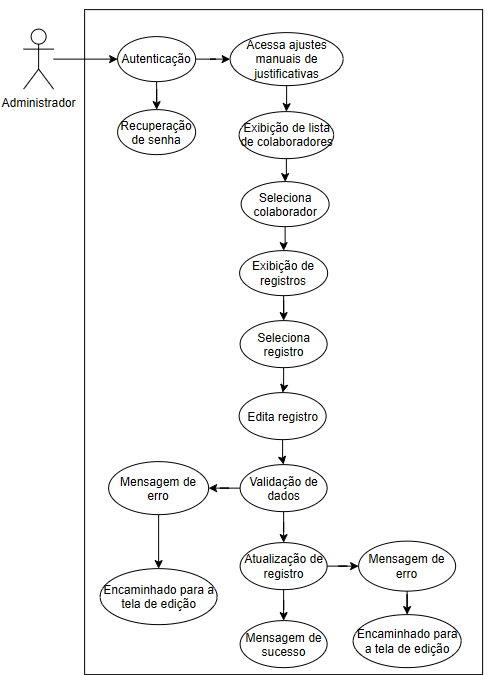 Administrador
Autenticação
Recuperação
de senha
Acessa ajustes
manuais de
justificativas
Exibição de lista
de colaboradores
Seleciona
colaborador
Exibição de
registros
Seleciona
registro
Edita registro
Validação de
dados
Mensagem de
erro
Encaminhado para a
tela de edição
Atualização de
registro
Mensagem de
erro
Encaminhado para
a tela de edição
Mensagem de
sucesso